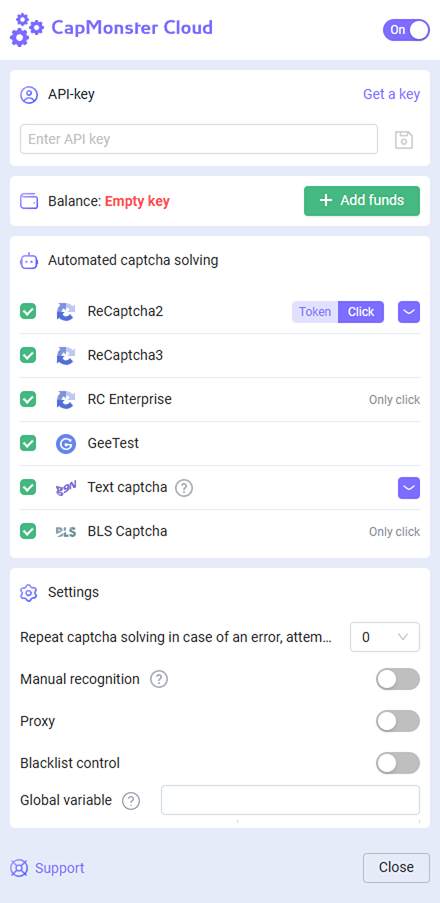 CapMonster Cloud
On
API-key
Get a key
Enter API key
Balance: Empty key
+ Add funds
Automated captcha solving
ReCaptcha2
Token
Click
ReCaptcha3
RC Enterprise
Only click
G
GeeTest
Text captcha ?
BLS
BLS Captcha
Only click
Settings
Repeat captcha solving in case of an error, attem...
0
Manual recognition ?
Proxy
Blacklist control
Global variable ?
Support
Close